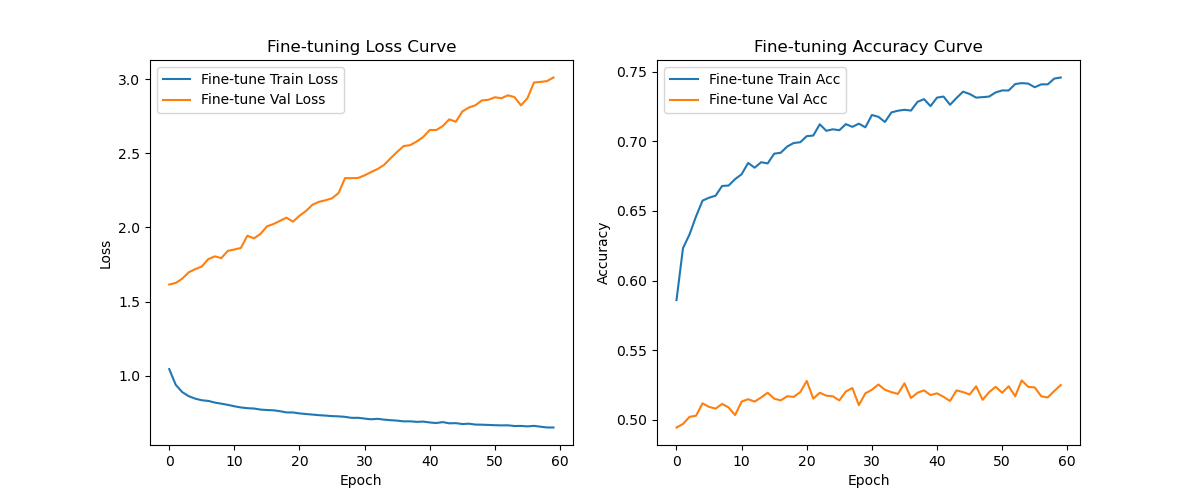 Fine-tuning Loss Curve
Fine-tune Train Loss
Fine-tune Val Loss
3.0
2.5
2.0
1.5
1.0
Loss
0 10 20 30 40 50 60
Epoch
Fine-tuning Accuracy Curve
Fine-tune Train Acc
Fine-tune Val Acc
0.75
0.70
0.65
0.60
0.55
0.50
Accuracy
0 10 20 30 40 50 60
Epoch